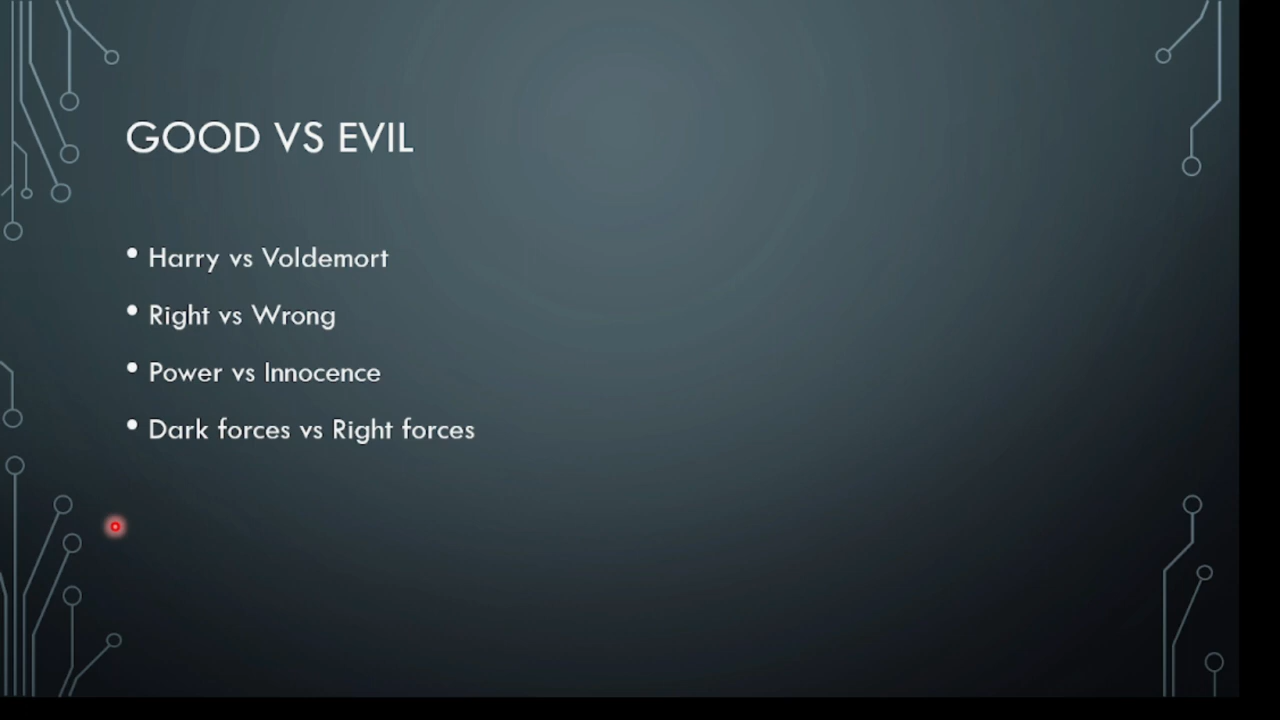 GOOD VS EVIL
• Harry vs Voldemort
• Right vs Wrong
• Power vs Innocence
• Dark forces vs Right forces